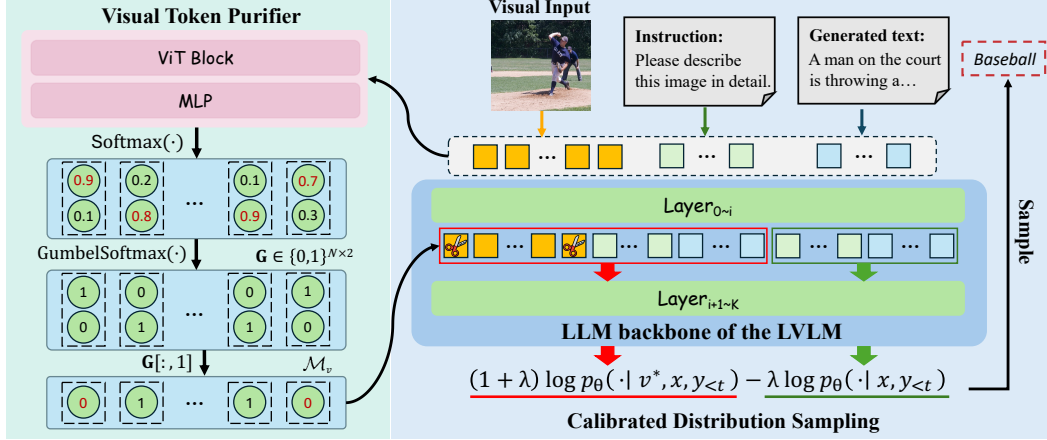 Visual Token Purifier
ViT Block
MLP
Softmax(·)
0.9 0.2 ... 0.1 0.7
0.1 0.8 0.9 0.3
GumbelSoftmax(·) G ∈ {0,1}^{N×2}
1 0 ... 0 1
0 1 1 0
G[:, 1] ℳ_v
0 1 ... 1 0
Visual Input
Instruction:
Please describe
this image in detail.
Generated text:
A man on the court
is throwing a…
Baseball
... ... ...
Layer_{0~i}
... ... ... ... ...
Layer_{i+1~K}
LLM backbone of the LVLM
(1 + λ) log p_θ(·| v*, x, y_{<t}) − λ log p_θ(·| x, y_{<t})
Calibrated Distribution Sampling
Sample